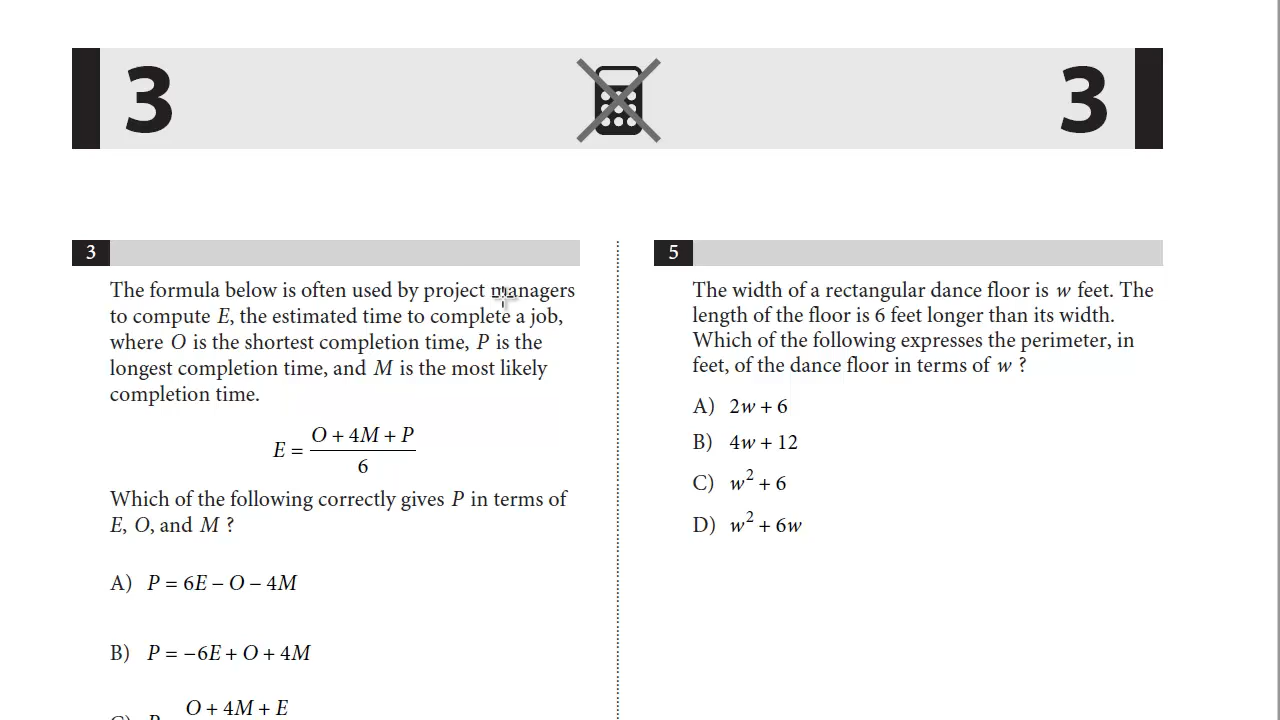 3
3
3
The formula below is often used by project managers
to compute E, the estimated time to complete a job,
where O is the shortest completion time, P is the
longest completion time, and M is the most likely
completion time.
E = \frac{O + 4M + P}{6}
Which of the following correctly gives P in terms of
E, O, and M ?
A) P = 6E − O − 4M
B) P = −6E + O + 4M
O + 4M + E
5
The width of a rectangular dance floor is w feet. The
length of the floor is 6 feet longer than its width.
Which of the following expresses the perimeter, in
feet, of the dance floor in terms of w ?
A) 2w + 6
B) 4w + 12
C) w² + 6
D) w² + 6w